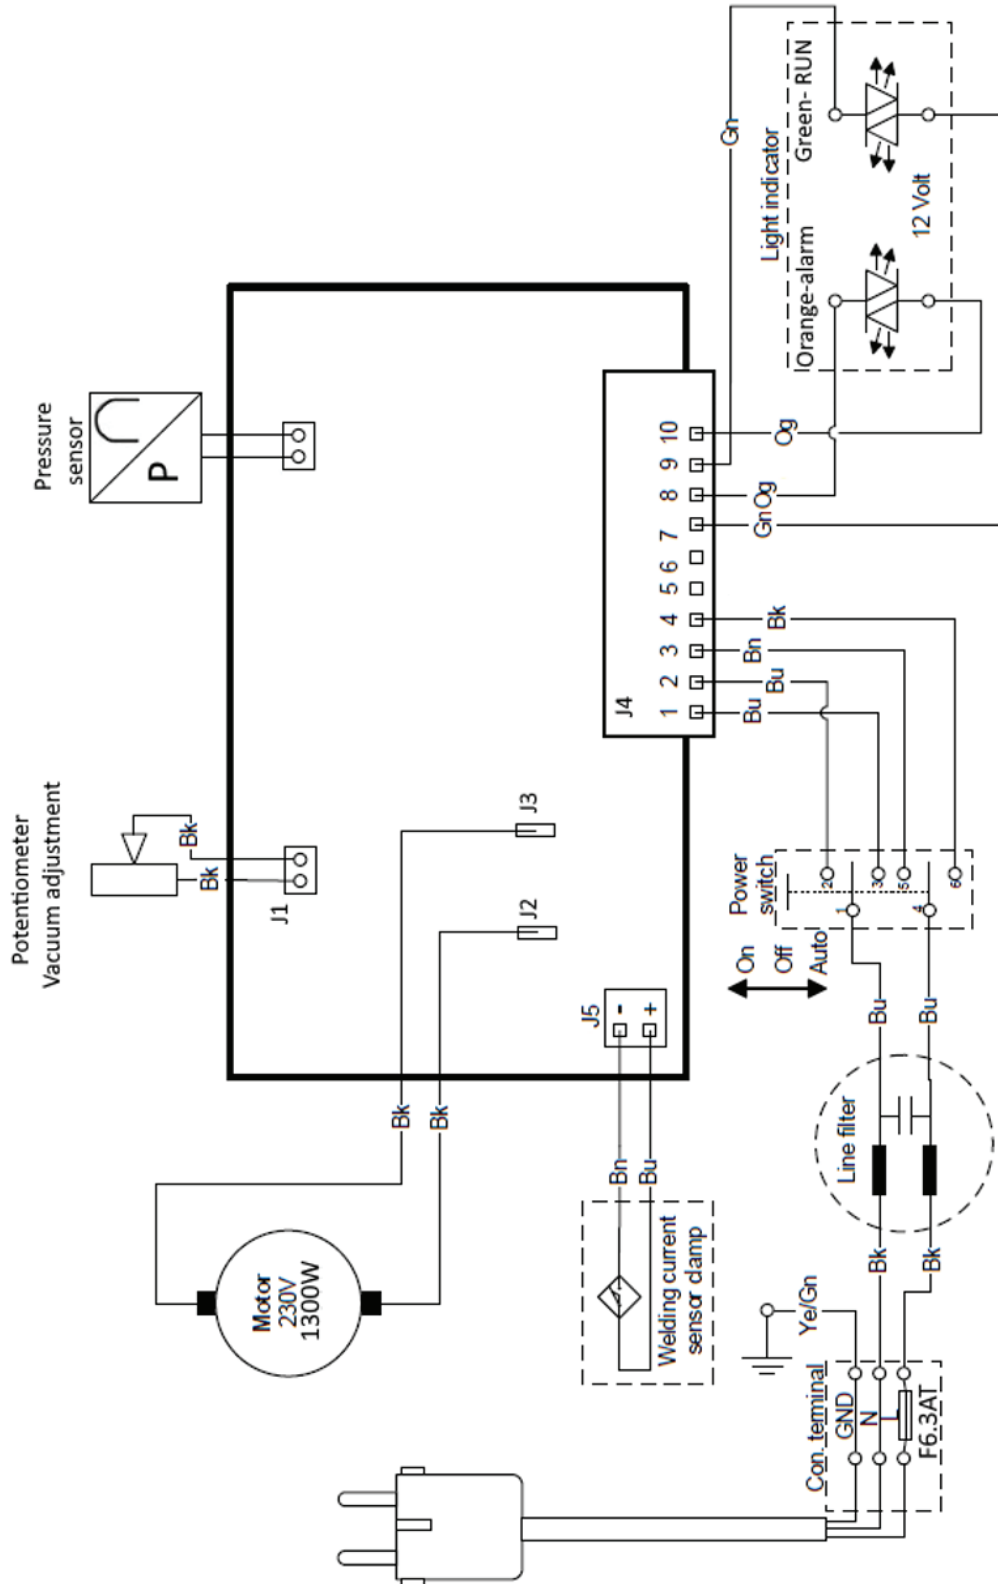 Potentiometer
Vacuum adjustment
Pressure
sensor
P
Bk
Bk
J1
J2
J3
J5
-
+
J4
1 2 3 4 5 6 7 8 9 10
Bu
Bu
Bn
Bk
Gn
Og
Og
Gn
Light indicator
Orange-alarm
Green- RUN
12 Volt
Motor
230V
1300W
Bk
Bk
Bn
Bu
Welding current
sensor clamp
Power
switch
On
Off
Auto
1
2
3
4
5
6
Bu
Bu
Line filter
Bk
Bk
Ye/Gn
Con. terminal
GND
N
L
F6.3AT